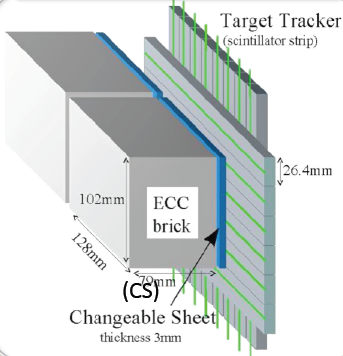 Target Tracker
(scintillator strip)
26.4mm
102mm
ECC
brick
128mm
79mm
(CS)
Changeable Sheet
thickness 3mm